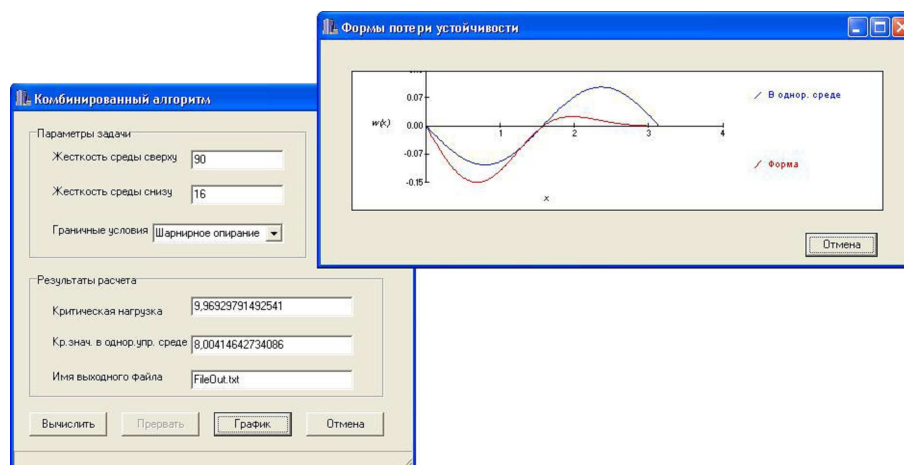 Формы потери устойчивости
0.07
0.00
-0.07
-0.15
w(x)
1
2
3
4
x
В однор. среде
Форма
Отмена
Комбинированный алгоритм
Параметры задачи
Жесткость среды сверху 90
Жесткость среды снизу 16
Граничные условия Шарнирное опирание
Результаты расчета
Критическая нагрузка 9,96929791492541
Кр.знач. в однор.упр. среде 8,00414642734086
Имя выходного файла FileOut.txt
Вычислить Прервать График Отмена